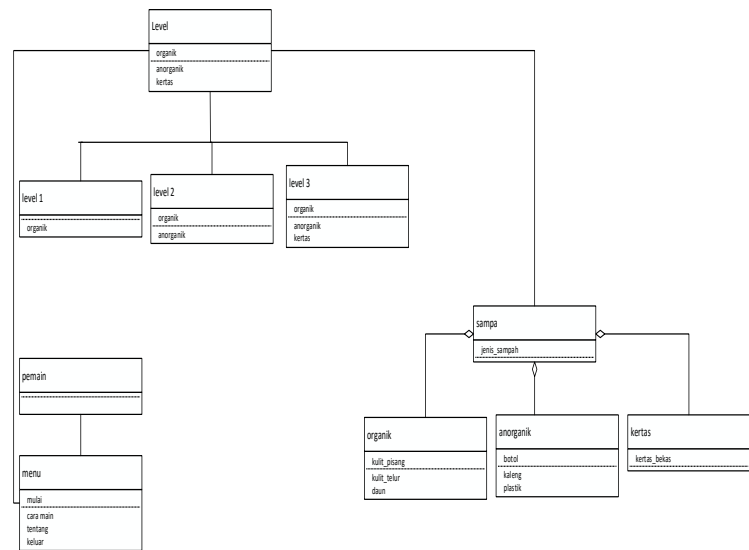 Level
organik
anorganik
kertas
level 1
organik
level 2
organik
anorganik
level 3
organik
anorganik
kertas
sampa
jenis_sampah
pemain
menu
mulai
cara main
tentang
keluar
organik
kulit_pisang
kulit_telur
daun
anorganik
botol
kaleng
plastik
kertas
kertas_bekas